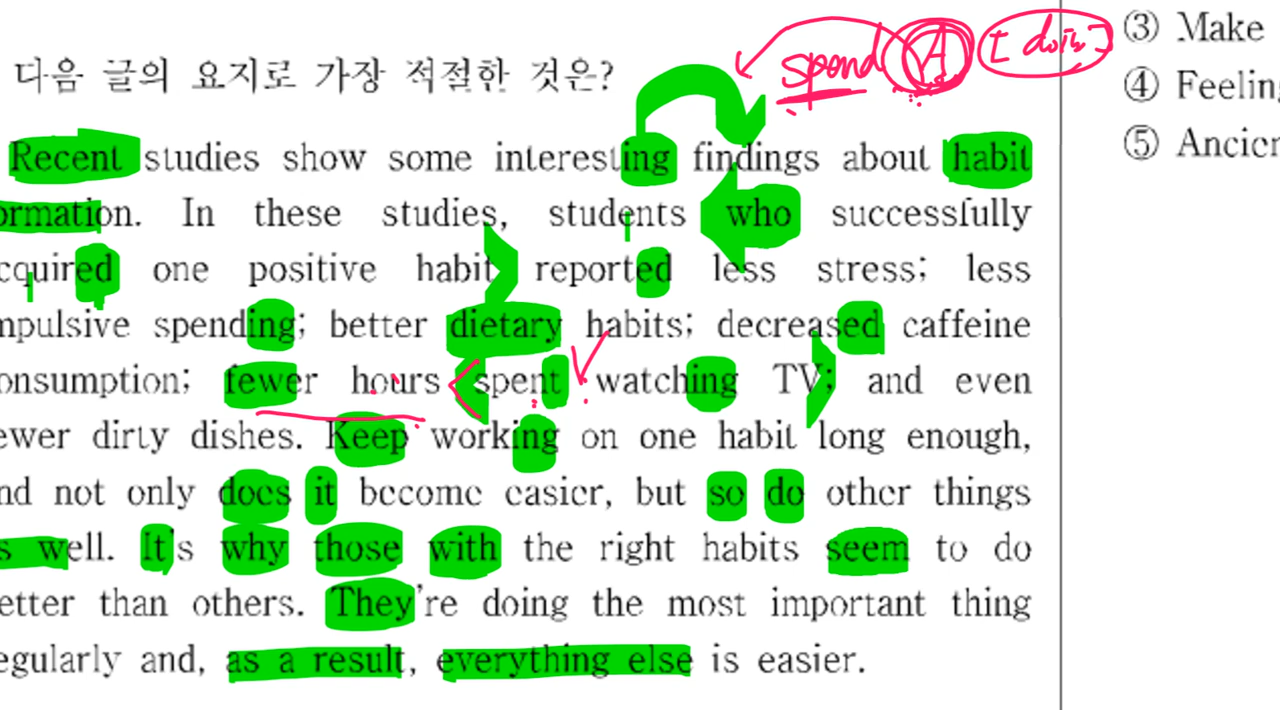 spend A [doin]
다음 글의 요지로 가장 적절한 것은?
Recent studies show some interesting findings about habit
ormation. In these studies, students who successfully
cquired one positive habit reported less stress; less
mpulsive spending; better dietary habits; decreased caffeine
onsumption; fewer hours spent watching TV; and even
ewer dirty dishes. Keep working on one habit long enough,
nd not only does it become easier, but so do other things
s well. It's why those with the right habits seem to do
etter than others. They're doing the most important thing
egularly and, as a result, everything else is easier.
③ Make
④ Feeling
⑤ Ancien